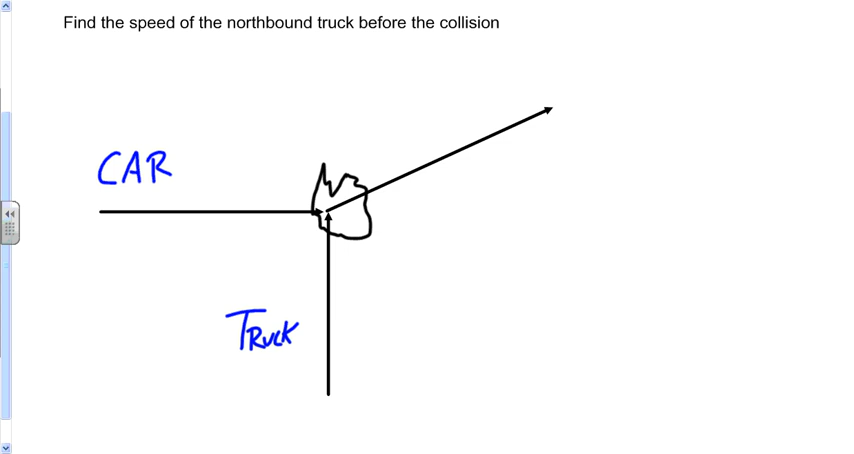 Find the speed of the northbound truck before the collision
CAR
TRUCK